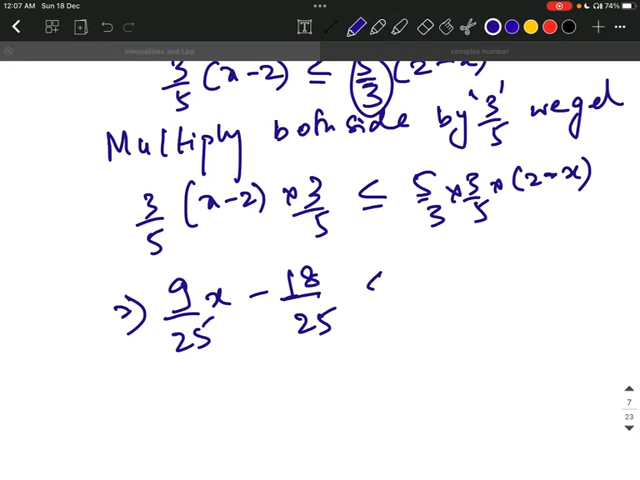 12:07 AM Sun 18 Dec
74%
Inequalities and Lpp
complex number
3/5 (x-2) ≤ 5/3 (2-x)
Multiply both side by '3/5' we get
3/5 (x-2) × 3/5 ≤ 5/3 × 3/5 × (2-x)
⇒) 9/25 x - 18/25 <
7
23